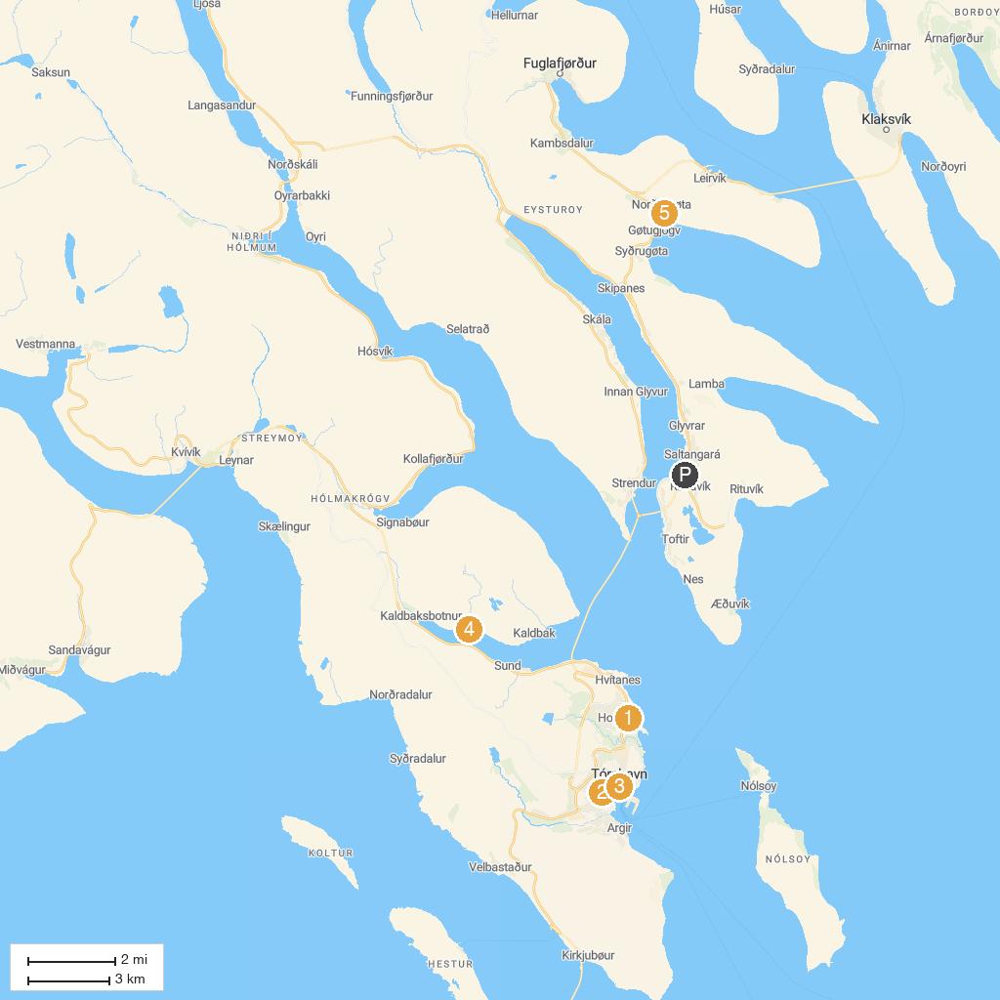 Ljósa
Hellurnar
Húsar
BORÐOY
Ánirnar
Árnafjørður
Saksun
Fuglafjørður
Syðradalur
Langasandur
Funningsfjørður
Klaksvík
Kambsdalur
Norðskáli
Leirvík
Norðoyri
Oyrarbakki
EYSTUROY
5
NIÐRI Í
HÓLMUM
Oyri
Gøtugjógv
Syðrugøta
Skipanes
Skála
Selatrað
Vestmanna
Hósvík
Lamba
Innan Glyvur
Glyvrar
STREYMOY
Kvívík
Leynar
Kollafjørður
Saltangará
P
Strendur
Rituvík
HÓLMAKRÓGV
Signabøur
Skælingur
Toftir
Nes
Æðuvík
Kaldbaksbotnur
4
Kaldbak
Sandavágur
Miðvágur
Sund
Hvítanes
Norðradalur
1
Syðradalur
Tórshavn
2
3
Nólsoy
Argir
KOLTUR
NÓLSOY
Velbastaður
Kirkjubøur
HESTUR
2 mi
3 km